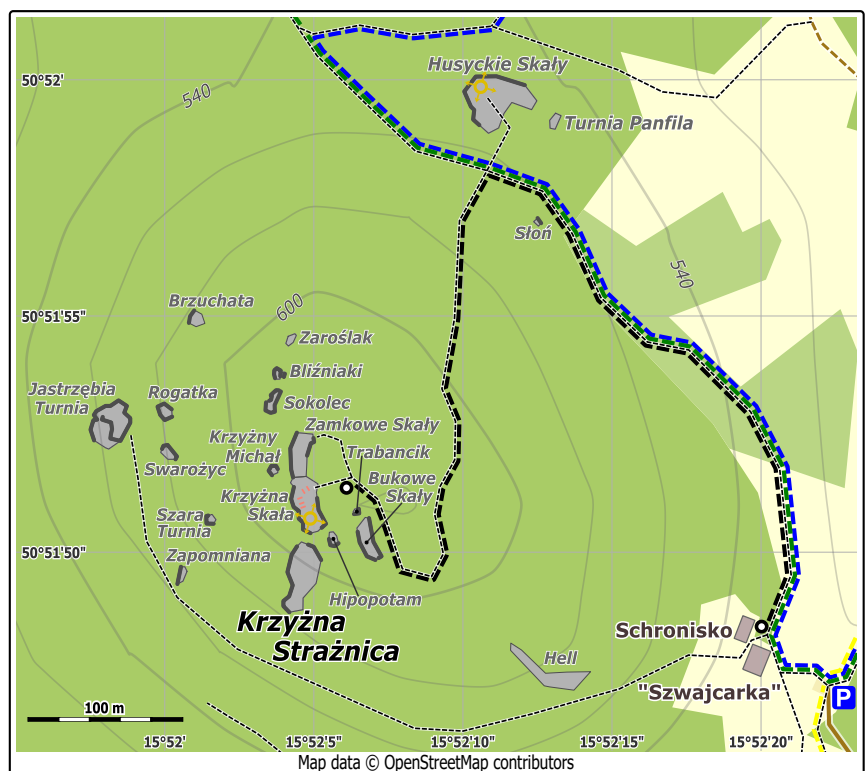 Husyckie Skały
50°52'
540
Turnia Panfila
Słoń
540
Brzuchata
600
50°51'55"
Zaroślak
Bliźniaki
Jastrzębia
Turnia
Rogatka
Sokolec
Zamkowe Skały
Krzyżny
Michał
Trabancik
Swarożyc
Bukowe
Skały
Krzyżna
Skała
Szara
Turnia
50°51'50"
Zapomniana
Hipopotam
Krzyżna
Strażnica
Schronisko
Hell
"Szwajcarka"
P
100 m
15°52'
15°52'5"
15°52'10"
15°52'15"
15°52'20"
Map data © OpenStreetMap contributors